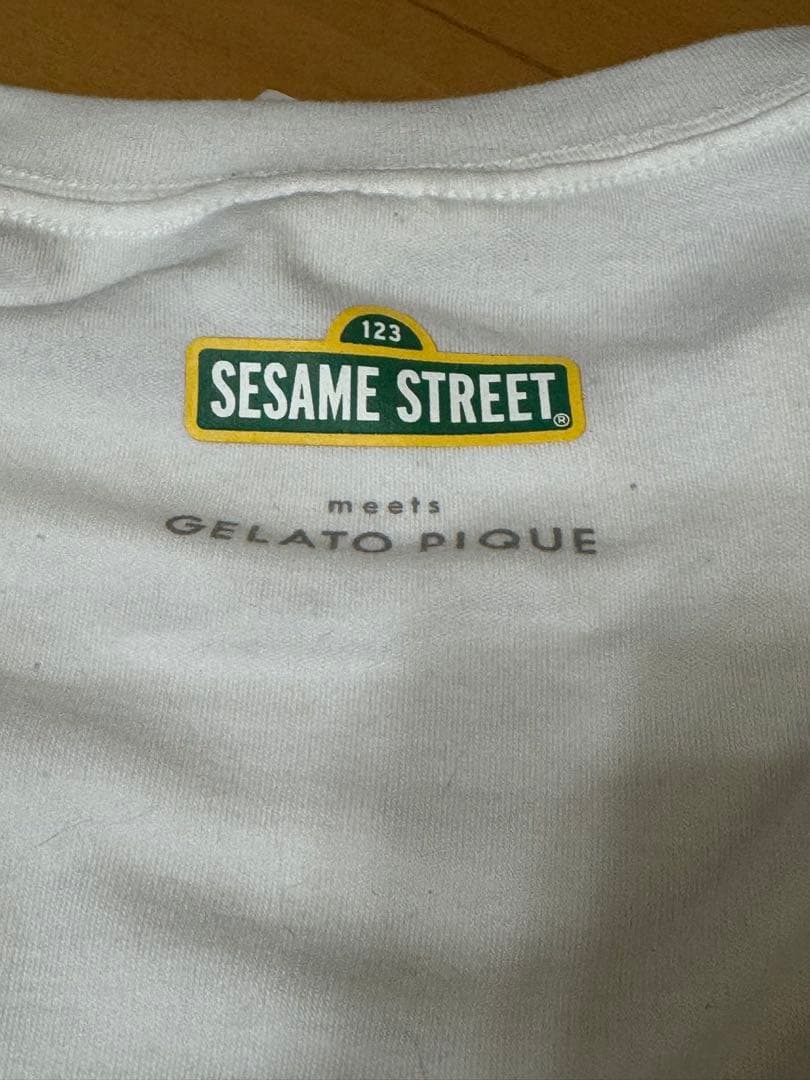 123
SESAME STREET®
meets
GELATO PIQUE